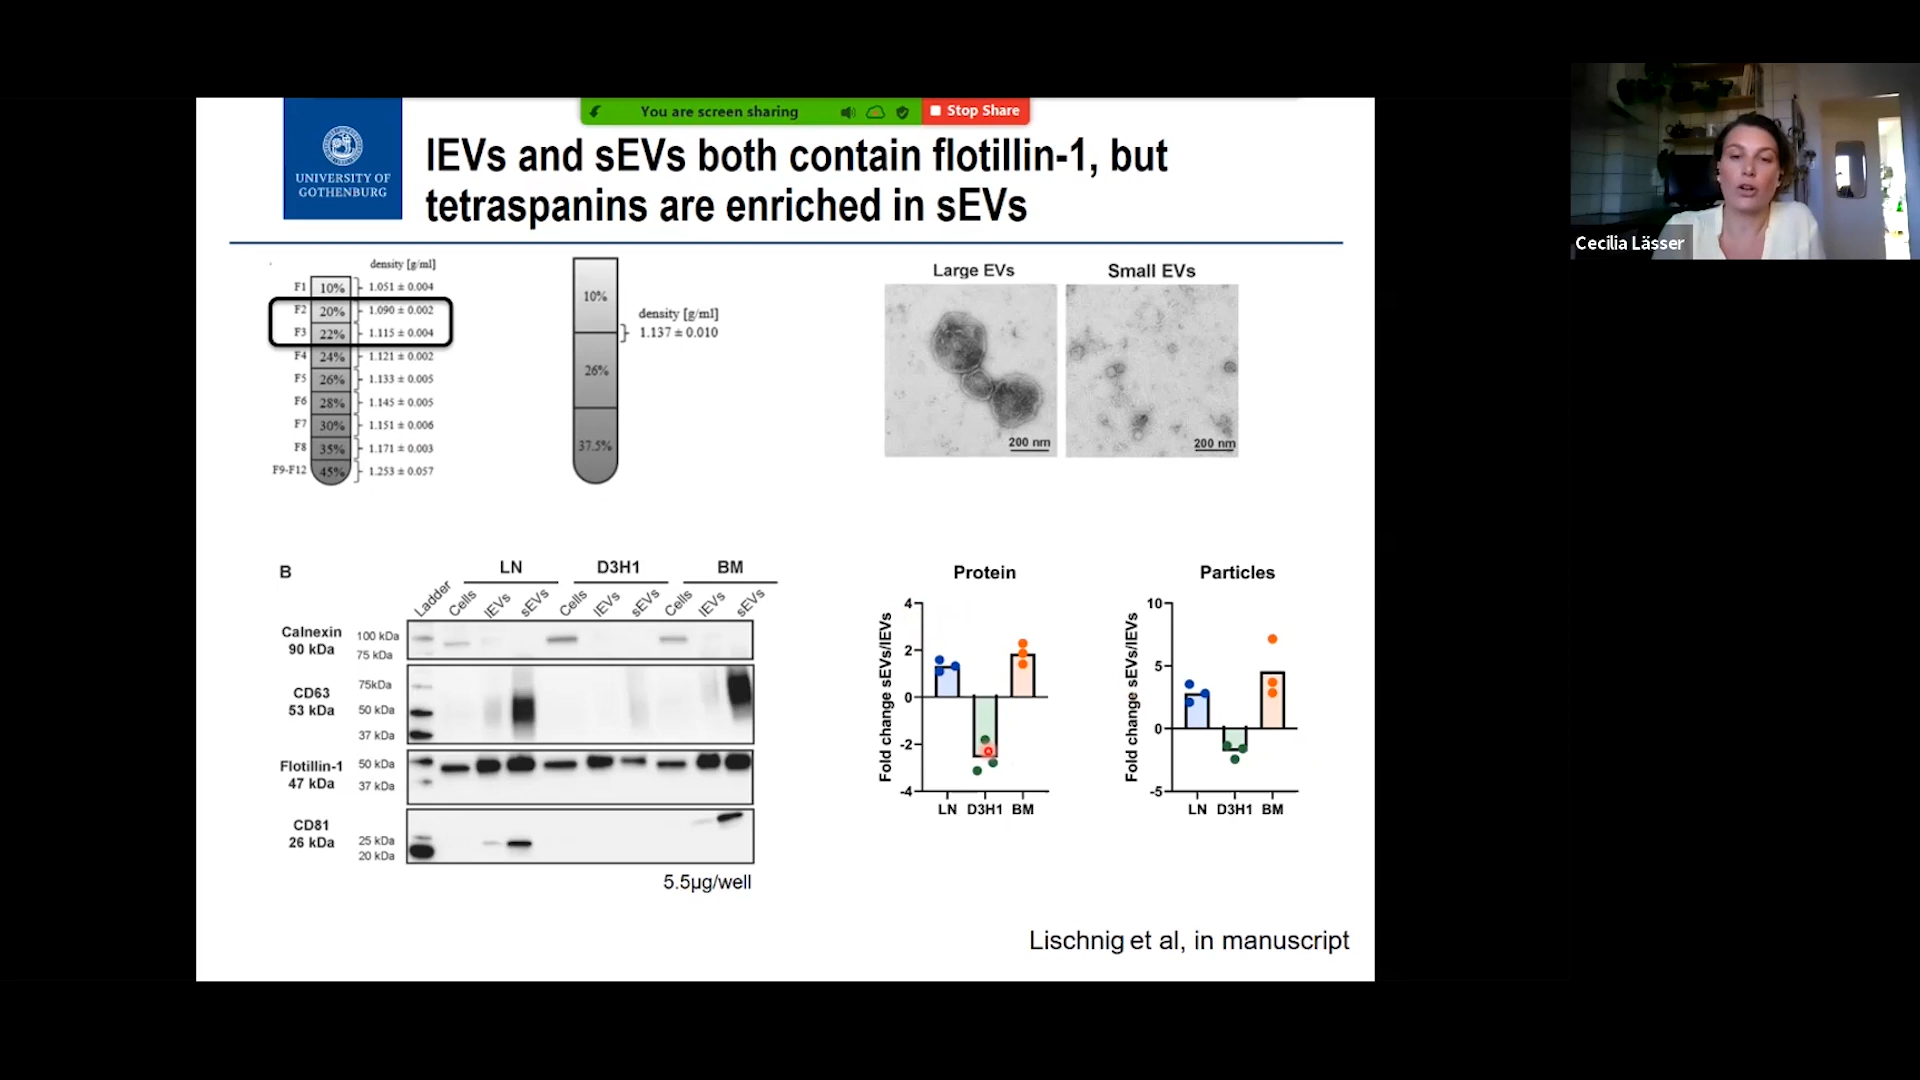 You are screen sharing
Stop Share
UNIVERSITY OF
GOTHENBURG
lEVs and sEVs both contain flotillin-1, but
tetraspanins are enriched in sEVs
Cecilia Lässer
density [g/ml]
F1 10% 1.051 ± 0.004
F2 20% 1.090 ± 0.002
F3 22% 1.115 ± 0.004
F4 24% 1.121 ± 0.002
F5 26% 1.133 ± 0.005
F6 28% 1.145 ± 0.005
F7 30% 1.151 ± 0.006
F8 35% 1.171 ± 0.003
F9-F12 45% 1.253 ± 0.057
10%
density [g/ml]
1.137 ± 0.010
26%
37.5%
Large EVs
Small EVs
200 nm
200 nm
B
LN D3H1 BM
Ladder Cells lEVs sEVs Cells lEVs sEVs Cells lEVs sEVs
Calnexin
90 kDa
100 kDa
75 kDa
CD63
53 kDa
75kDa
50 kDa
37 kDa
Flotillin-1
47 kDa
50 kDa
37 kDa
CD81
26 kDa
25 kDa
20 kDa
5.5µg/well
Protein
Fold change sEVs/lEVs
4
2
0
-2
-4
LN D3H1 BM
Particles
Fold change sEVs/lEVs
10
5
0
-5
LN D3H1 BM
Lischnig et al, in manuscript